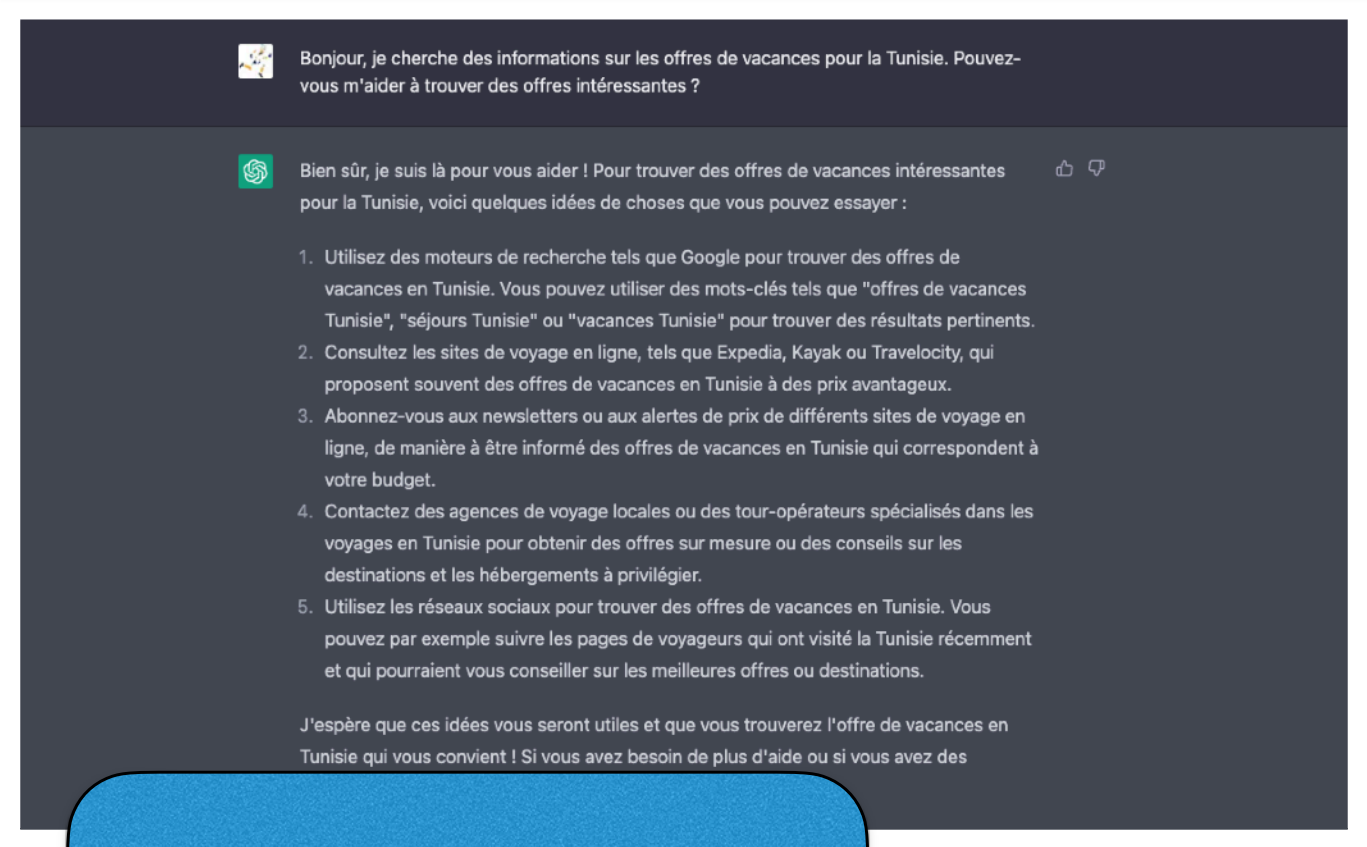 Bonjour, je cherche des informations sur les offres de vacances pour la Tunisie. Pouvez-
vous m'aider à trouver des offres intéressantes ?
Bien sûr, je suis là pour vous aider ! Pour trouver des offres de vacances intéressantes
pour la Tunisie, voici quelques idées de choses que vous pouvez essayer :
1. Utilisez des moteurs de recherche tels que Google pour trouver des offres de
vacances en Tunisie. Vous pouvez utiliser des mots-clés tels que "offres de vacances
Tunisie", "séjours Tunisie" ou "vacances Tunisie" pour trouver des résultats pertinents.
2. Consultez les sites de voyage en ligne, tels que Expedia, Kayak ou Travelocity, qui
proposent souvent des offres de vacances en Tunisie à des prix avantageux.
3. Abonnez-vous aux newsletters ou aux alertes de prix de différents sites de voyage en
ligne, de manière à être informé des offres de vacances en Tunisie qui correspondent à
votre budget.
4. Contactez des agences de voyage locales ou des tour-opérateurs spécialisés dans les
voyages en Tunisie pour obtenir des offres sur mesure ou des conseils sur les
destinations et les hébergements à privilégier.
5. Utilisez les réseaux sociaux pour trouver des offres de vacances en Tunisie. Vous
pouvez par exemple suivre les pages de voyageurs qui ont visité la Tunisie récemment
et qui pourraient vous conseiller sur les meilleures offres ou destinations.
J'espère que ces idées vous seront utiles et que vous trouverez l'offre de vacances en
Tunisie qui vous convient ! Si vous avez besoin de plus d'aide ou si vous avez des